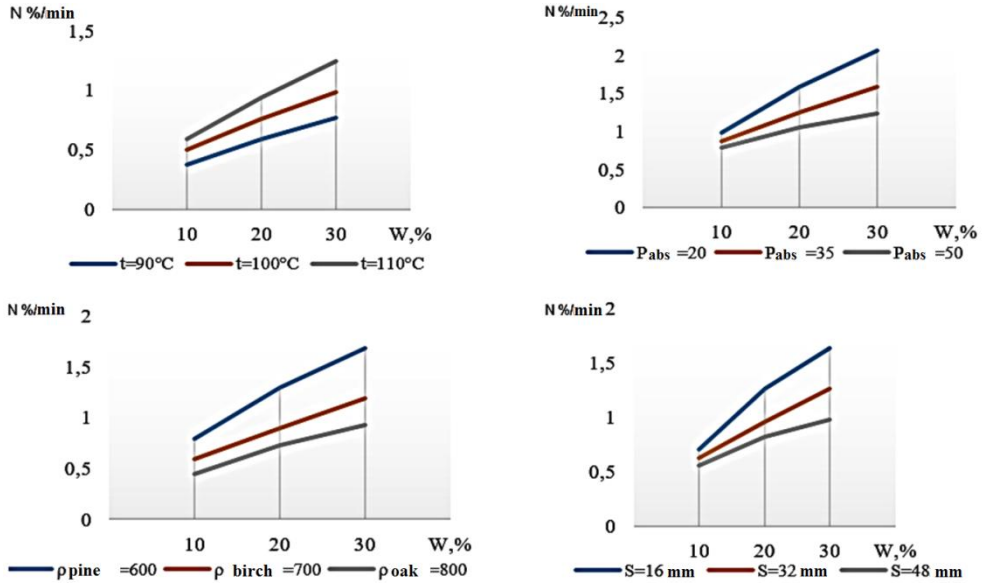 N %/min
1,5
1
0,5
0
10 20 30 W,%
t=90°C t=100°C t=110°C
N %/min 2,5
2
1,5
1
0,5
0
10 20 30 W,%
Pabs =20 Pabs =35 Pabs =50
N %/min 2
1,5
1
0,5
0
10 20 30 W,%
ρ pine =600 ρ birch =700 ρ oak =800
N %/min 2
1,5
1
0,5
0
10 20 30 W,%
S=16 mm S=32 mm S=48 mm